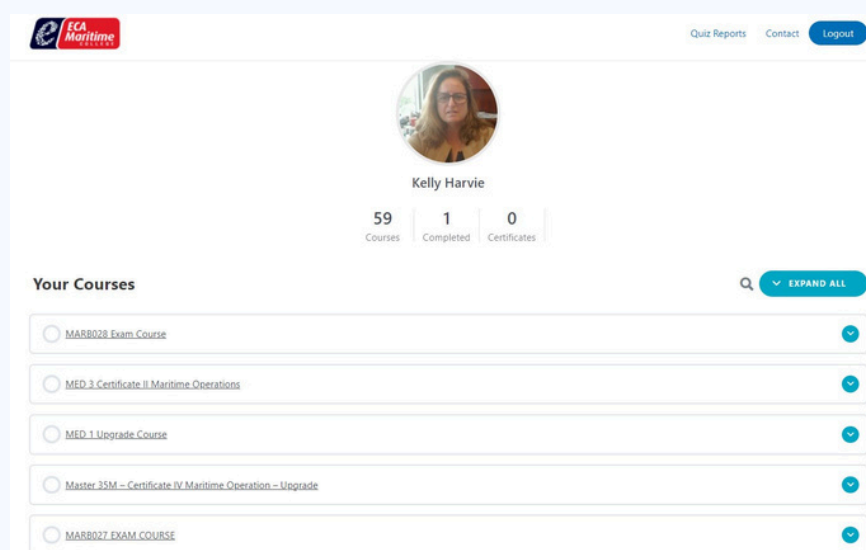 ECA
Maritime
COLLEGE
Quiz Reports Contact Logout
Kelly Harvie
59 1 0
Courses Completed Certificates
Your Courses EXPAND ALL
MARB028 Exam Course
MED 3 Certificate II Maritime Operations
MED 1 Upgrade Course
Master 35M – Certificate IV Maritime Operation – Upgrade
MARB027 EXAM COURSE